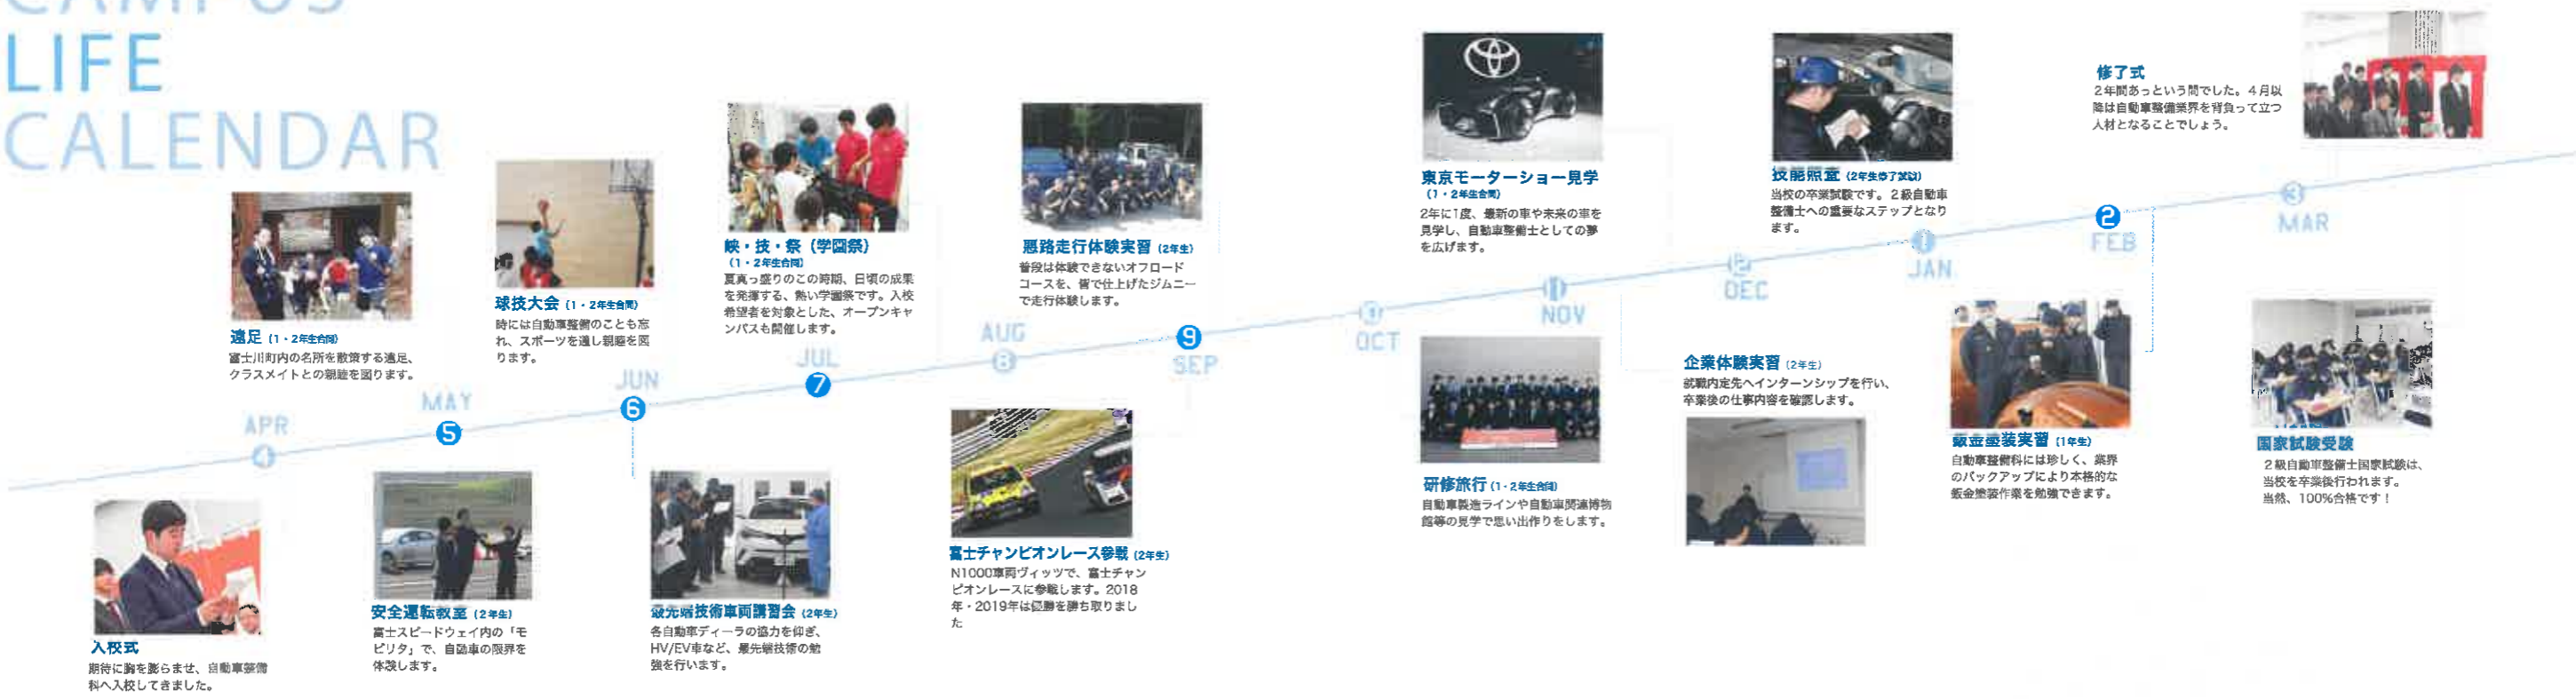 CAMPUS
LIFE
CALENDAR
APR
4
MAY
5
JUN
6
JUL
7
AUG
8
9
SEP
OCT
11
NOV
12
DEC
1
JAN
2
FEB
3
MAR
入校式
期待に胸を膨らませ、自動車整備
科へ入校してきました。
遠足 (1・2年生合同)
富士川町内の名所を散策する遠足、
クラスメイトとの親睦を図ります。
安全運転教室 (2年生)
富士スピードウェイ内の「モ
ビリタ」で、自動車の限界を
体験します。
球技大会 (1・2年生合同)
時には自動車整備のことも忘
れ、スポーツを通し親睦を図
ります。
最先端技術車両講習会 (2年生)
各自動車ディーラの協力を仰ぎ、
HV/EV車など、最先端技術の勉
強を行います。
峡・技・祭（学園祭）
(1・2年生合同)
夏真っ盛りのこの時期、日頃の成果
を発揮する、熱い学園祭です。入校
希望者を対象とした、オープンキャ
ンパスも開催します。
悪路走行体験実習 (2年生)
普段は体験できないオフロード
コースを、皆で仕上げたジムニー
で走行体験します。
富士チャンピオンレース参戦 (2年生)
N1000車両ヴィッツで、富士チャン
ピオンレースに参戦します。2018
年・2019年は優勝を勝ち取りまし
た
東京モーターショー見学
(1・2年生合同)
2年に1度、最新の車や未来の車を
見学し、自動車整備士としての夢
を広げます。
研修旅行 (1・2年生合同)
自動車製造ラインや自動車関連博物
館等の見学で思い出作りをします。
企業体験実習 (2年生)
就職内定先へインターンシップを行い、
卒業後の仕事内容を確認します。
技能照査 (2年生修了試験)
当校の卒業試験です。２級自動車
整備士への重要なステップとなり
ます。
鈑金塗装実習 (1年生)
自動車整備科には珍しく、業界
のバックアップにより本格的な
鈑金塗装作業を勉強できます。
修了式
２年間あっという間でした。４月以
降は自動車整備業界を背負って立つ
人材となることでしょう。
国家試験受験
２級自動車整備士国家試験は、
当校を卒業後行われます。
当然、100%合格です！